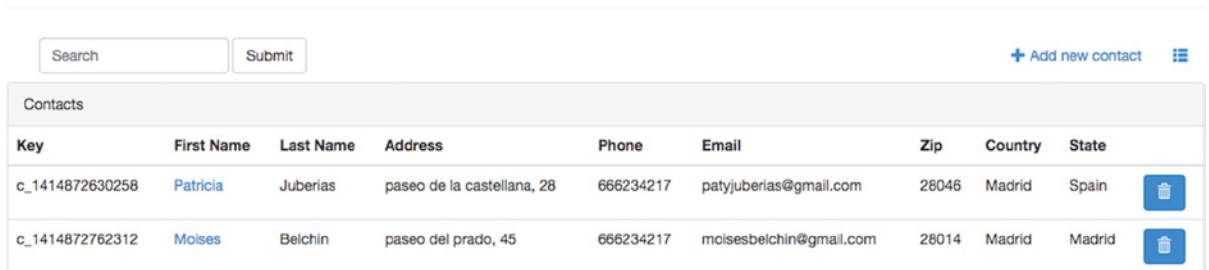 Search Submit + Add new contact
Contacts
Key First Name Last Name Address Phone Email Zip Country State
c_1414872630258 Patricia Juberias paseo de la castellana, 28 666234217 patyjuberias@gmail.com 28046 Madrid Spain
c_1414872762312 Moises Belchin paseo del prado, 45 666234217 moisesbelchin@gmail.com 28014 Madrid Madrid